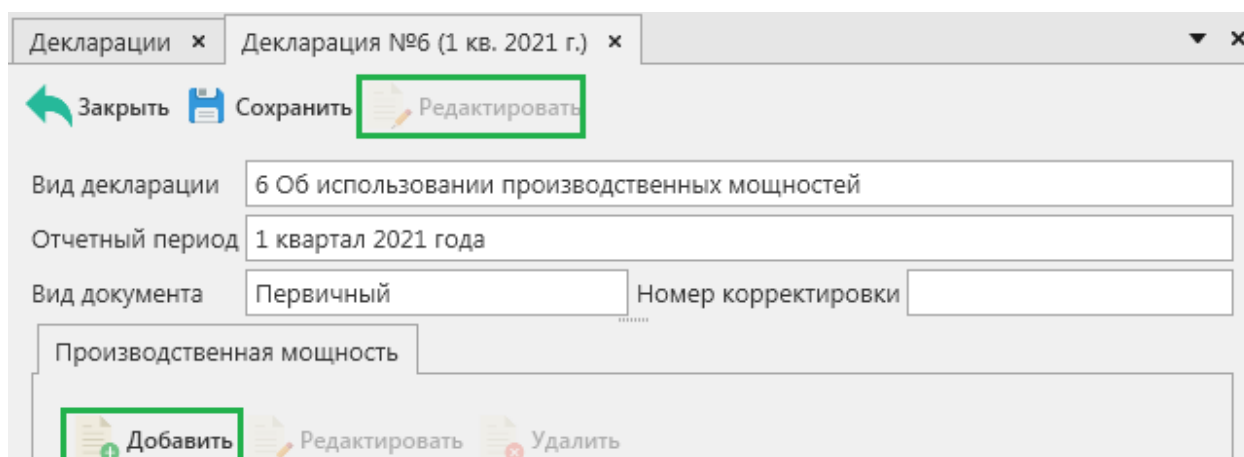 Декларации × Декларация №6 (1 кв. 2021 г.) ×
Закрыть Сохранить Редактировать
Вид декларации 6 Об использовании производственных мощностей
Отчетный период 1 квартал 2021 года
Вид документа Первичный Номер корректировки
Производственная мощность
Добавить Редактировать Удалить